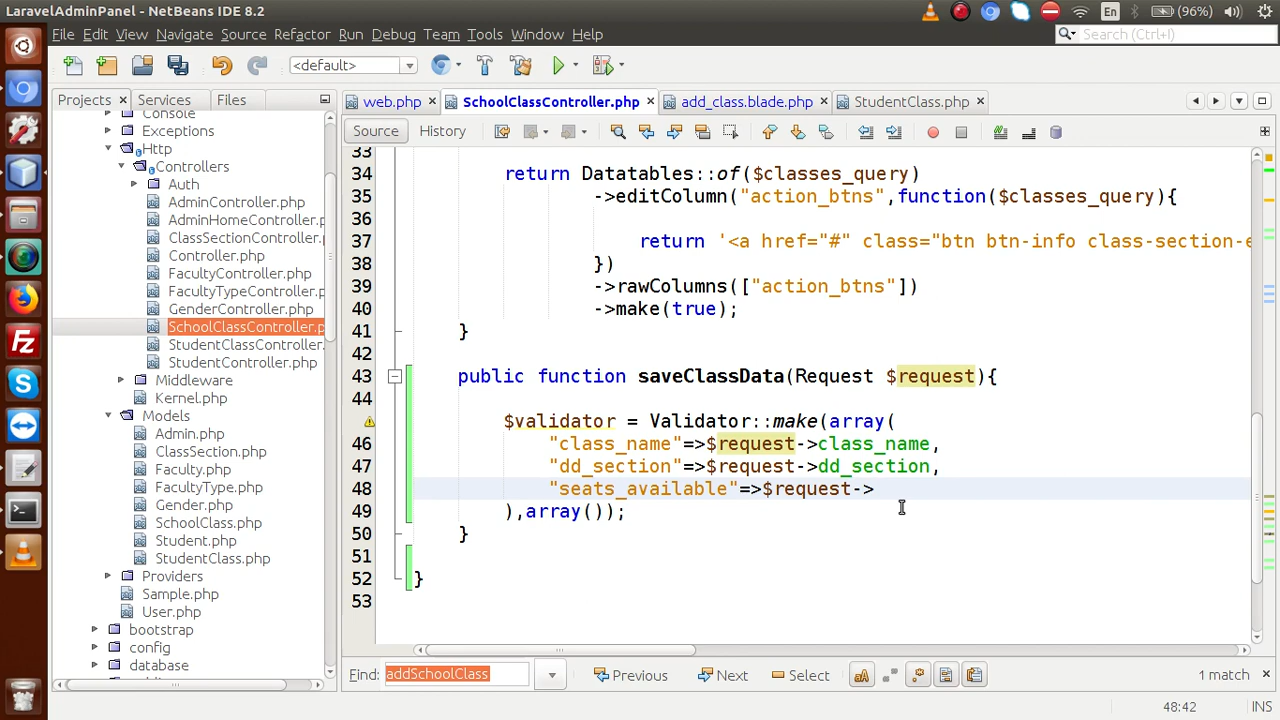 LaravelAdminPanel - NetBeans IDE 8.2
En
(96%)
File Edit View Navigate Source Refactor Run Debug Team Tools Window Help
Search (Ctrl+I)
<default>
Projects
Services
Files
web.php
SchoolClassController.php
add_class.blade.php
StudentClass.php
Source
History
Console
Exceptions
Http
Controllers
Auth
AdminController.php
AdminHomeController.
ClassSectionController.
Controller.php
FacultyController.php
FacultyTypeController.
GenderController.php
SchoolClassController.p
StudentClassController.
StudentController.php
Middleware
Kernel.php
Models
Admin.php
ClassSection.php
Faculty.php
FacultyType.php
Gender.php
SchoolClass.php
Student.php
StudentClass.php
Providers
Sample.php
User.php
bootstrap
config
database
33
34 return Datatables::of($classes_query)
35 ->editColumn("action_btns",function($classes_query){
36
37 return '<a href="#" class="btn btn-info class-section-e
38 })
39 ->rawColumns(["action_btns"])
40 ->make(true);
41 }
42
43 public function saveClassData(Request $request){
44
$validator = Validator::make(array(
46 "class_name"=>$request->class_name,
47 "dd_section"=>$request->dd_section,
48 "seats_available"=>$request->
49 ),array());
50 }
51
52 }
53
Find: addSchoolClass
Previous
Next
Select
aA
1 match
48:42
INS